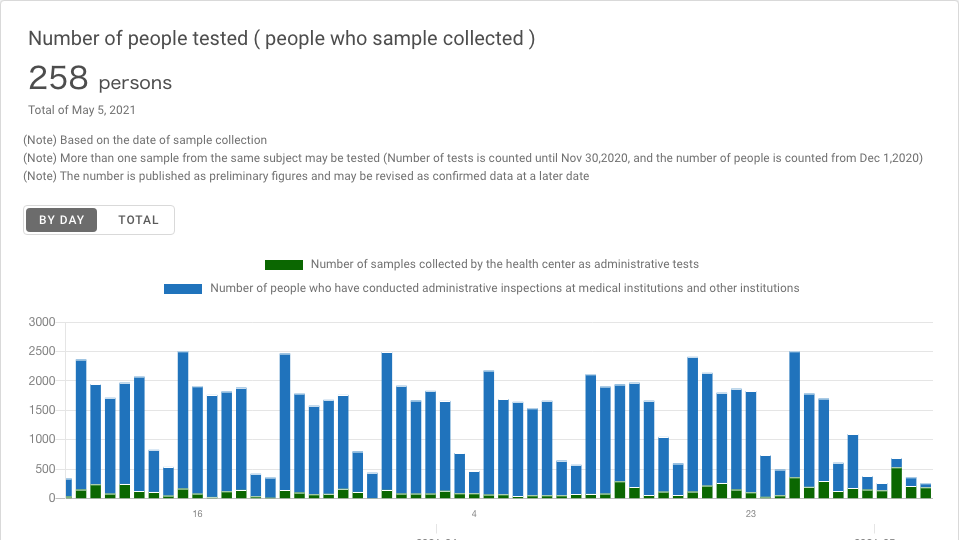 Number of people tested ( people who sample collected )
258 persons
Total of May 5, 2021
(Note) Based on the date of sample collection
(Note) More than one sample from the same subject may be tested (Number of tests is counted until Nov 30,2020, and the number of people is counted from Dec 1,2020)
(Note) The number is published as preliminary figures and may be revised as confirmed data at a later date
BY DAY TOTAL
Number of samples collected by the health center as administrative tests
Number of people who have conducted administrative inspections at medical institutions and other institutions
3000
2500
2000
1500
1000
500
0
16 4 23